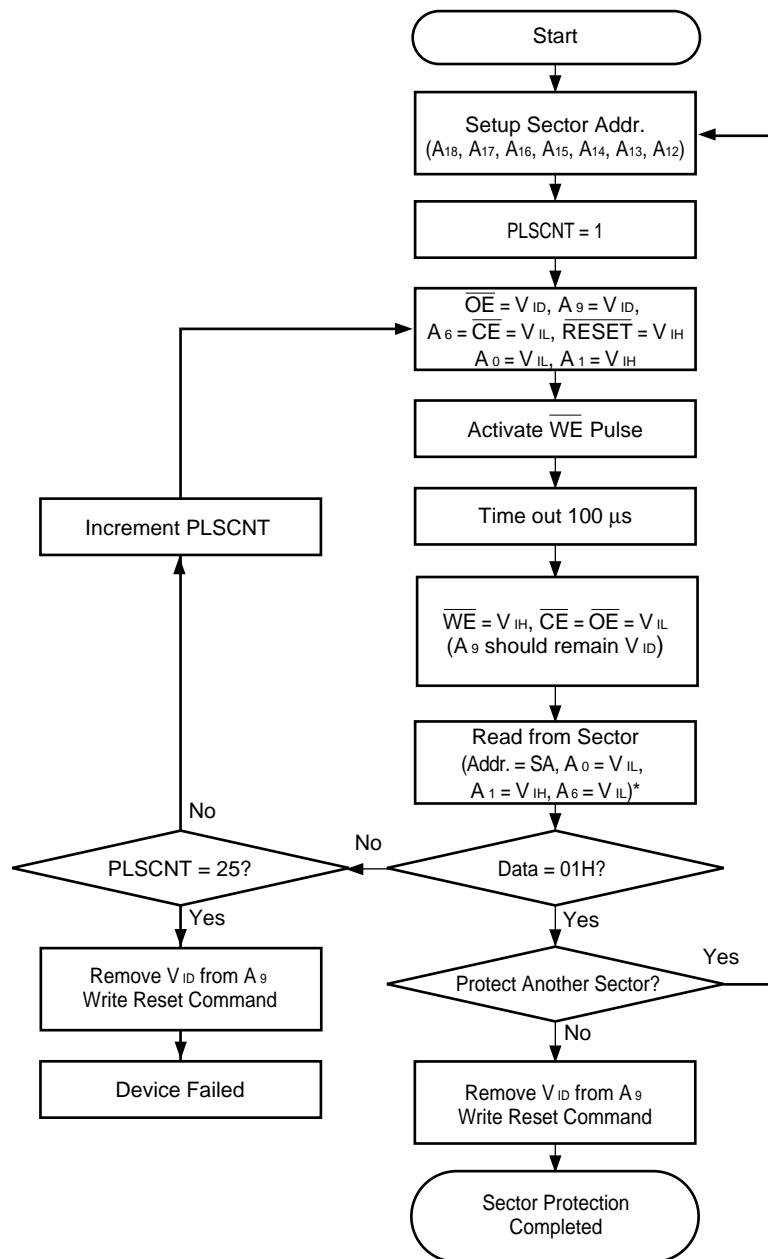 Start
Setup Sector Addr.
(A18, A17, A16, A15, A14, A13, A12)
PLSCNT = 1
OE = VID, A9 = VID,
A6 = CE = VIL, RESET = VIH
A0 = VIL, A1 = VIH
Activate WE Pulse
Increment PLSCNT
Time out 100 μs
WE = VIH, CE = OE = VIL
(A9 should remain VID)
Read from Sector
(Addr. = SA, A0 = VIL,
A1 = VIH, A6 = VIL)*
No
No
PLSCNT = 25?
Data = 01H?
Yes
Yes
Yes
Remove VID from A9
Write Reset Command
Protect Another Sector?
No
Device Failed
Remove VID from A9
Write Reset Command
Sector Protection
Completed